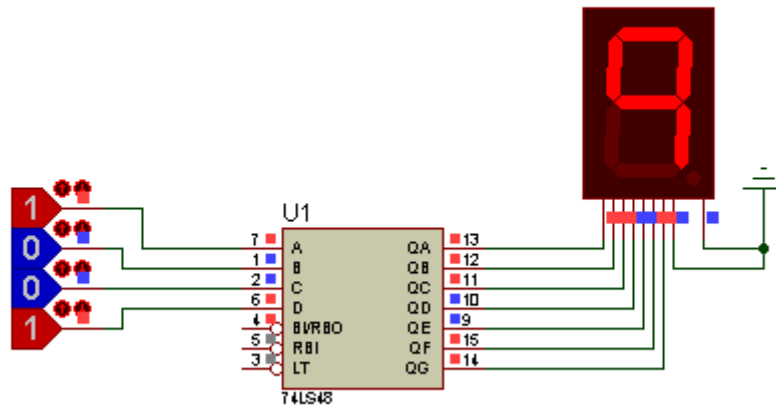 9
U1
1 7 A QA 13
0 1 B QB 12
0 2 C QC 11
1 6 D QD 10
4 BI/RBO QE 9
5 RBI QF 15
3 LT QG 14
74LS48